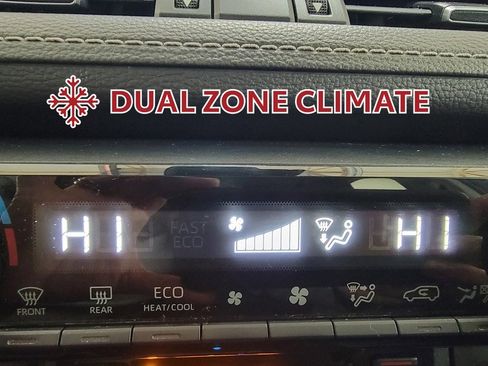 DUAL ZONE CLIMATE
HI FAST HI
ECO
FRONT REAR ECO
HEAT/COOL